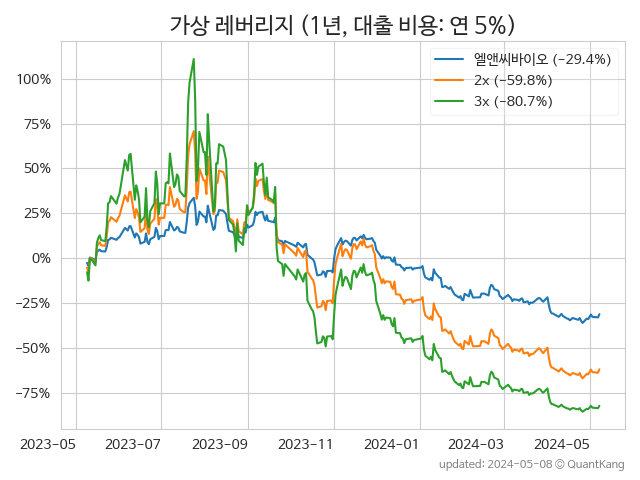 가상 레버리지 (1년, 대출 비용: 연 5%)
엘앤씨바이오 (−29.4%)
2x (−59.8%)
3x (−80.7%)
100%
75%
50%
25%
0%
−25%
−50%
−75%
2023-05 2023-07 2023-09 2023-11 2024-01 2024-03 2024-05
updated: 2024-05-08 © QuantKang